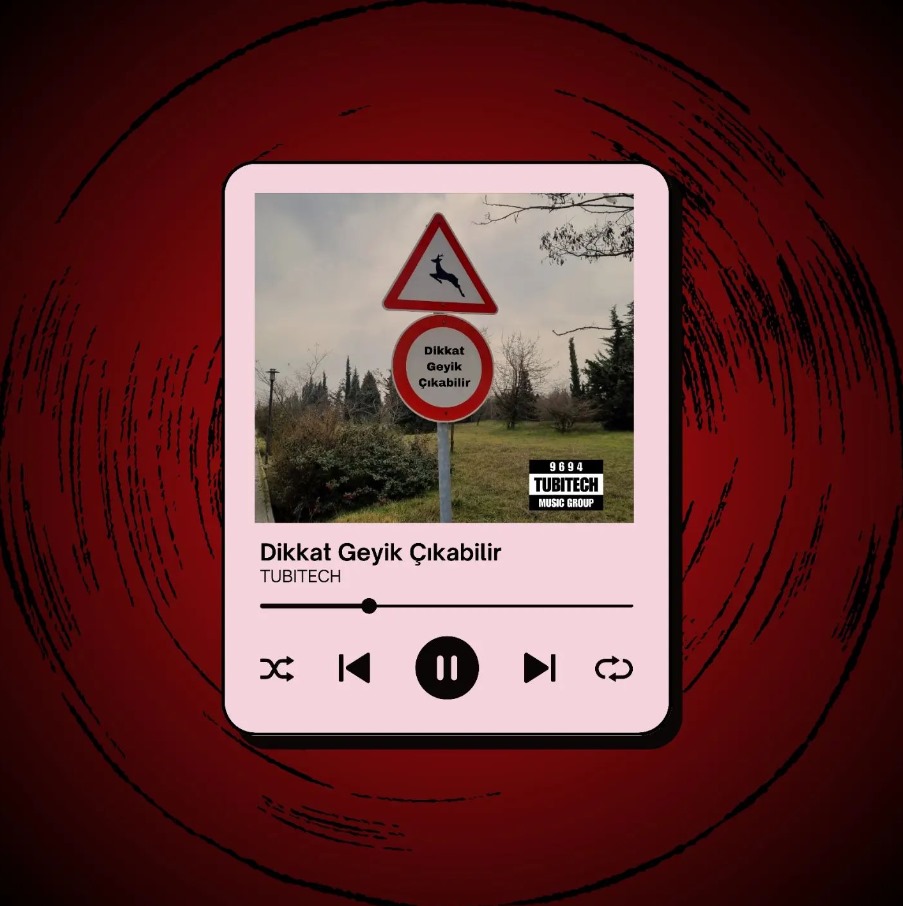 Dikkat
Geyik
Çıkabilir
9694
TUBITECH
MUSIC GROUP
Dikkat Geyik Çıkabilir
TUBITECH